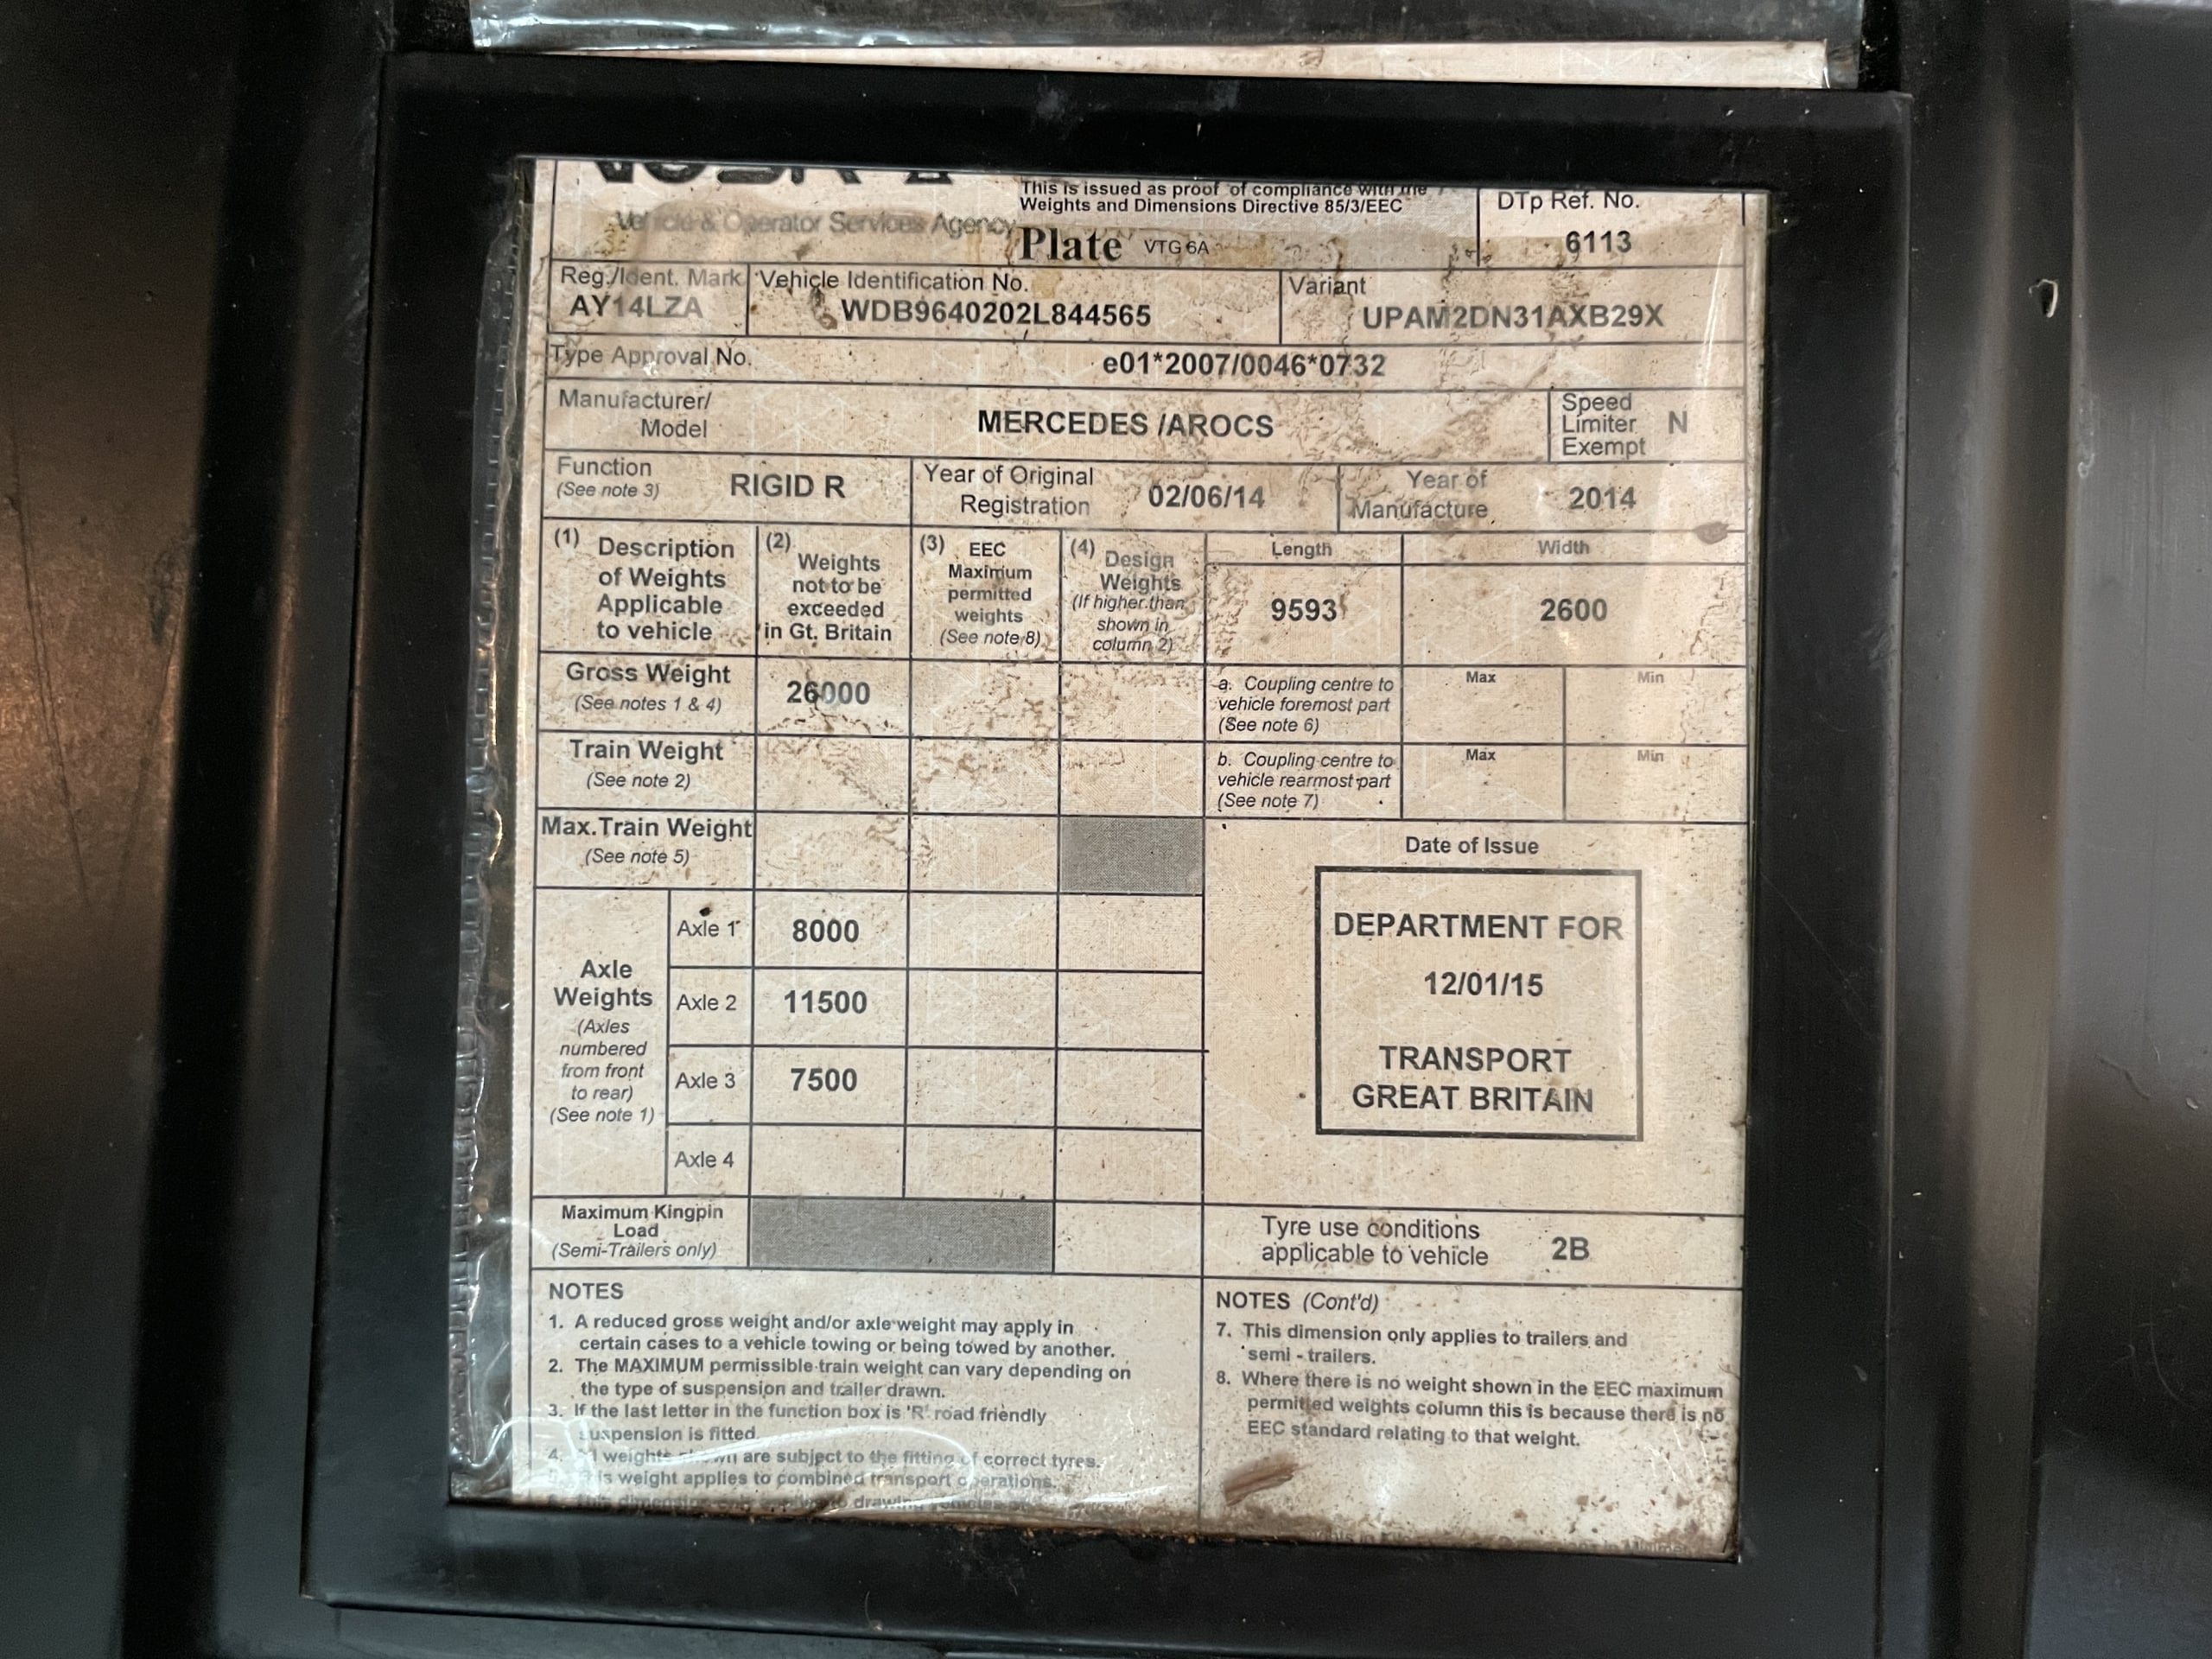 This is issued as proof of compliance with the
Weights and Dimensions Directive 85/3/EEC
Vehicle & Operator Services Agency
Plate VTG 6A
DTp Ref. No.
6113
Reg./Ident. Mark
AY14LZA
Vehicle Identification No.
WDB9640202L844565
Variant
UPAM2DN31AXB29X
Type Approval No.
e01*2007/0046*0732
Manufacturer/
Model
MERCEDES /AROCS
Speed
Limiter
Exempt
N
Function
(See note 3)
RIGID R
Year of Original
Registration
02/06/14
Year of
Manufacture
2014
(1) Description
of Weights
Applicable
to vehicle
(2) Weights
not to be
exceeded
in Gt. Britain
(3) EEC
Maximum
permitted
weights
(See note 8)
(4) Design
Weights
(If higher than
shown in
column 2)
Length
9593
Width
2600
Gross Weight
(See notes 1 & 4)
26000
a. Coupling centre to
vehicle foremost part
(See note 6)
Max
Min
Train Weight
(See note 2)
b. Coupling centre to
vehicle rearmost part
(See note 7)
Max
Min
Max.Train Weight
(See note 5)
Axle
Weights
(Axles
numbered
from front
to rear)
(See note 1)
Axle 1
8000
Axle 2
11500
Axle 3
7500
Axle 4
Date of Issue
DEPARTMENT FOR
12/01/15
TRANSPORT
GREAT BRITAIN
Maximum Kingpin
Load
(Semi-Trailers only)
Tyre use conditions
applicable to vehicle
2B
NOTES
1. A reduced gross weight and/or axle weight may apply in
certain cases to a vehicle towing or being towed by another.
2. The MAXIMUM permissible train weight can vary depending on
the type of suspension and trailer drawn.
3. If the last letter in the function box is 'R' road friendly
suspension is fitted.
4. weights shown are subject to the fitting of correct tyres.
is weight applies to combined transport operations.
This dimension only
NOTES (Cont'd)
7. This dimension only applies to trailers and
semi - trailers.
8. Where there is no weight shown in the EEC maximum
permitted weights column this is because there is no
EEC standard relating to that weight.